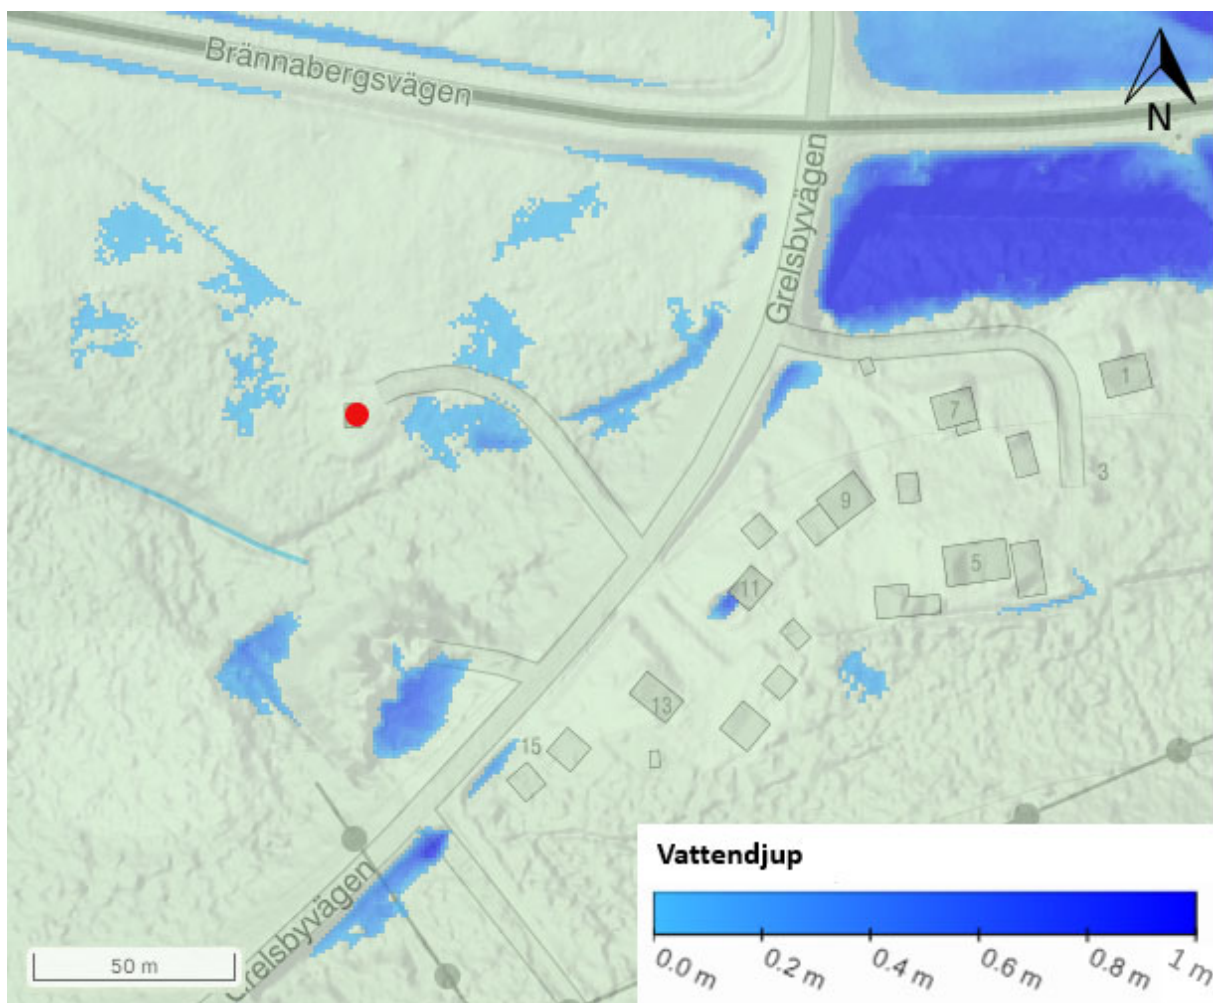 Brännabergsvägen
N
Grelsbyvägen
1
7
3
9
5
11
13
15
Grelsbyvägen
Vattendjup
0.0 m
0.2 m
0.4 m
0.6 m
0.8 m
1 m
50 m